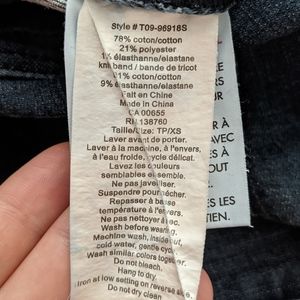 Style # T09-96918S
78% coton/cotton
21% polyester
1% élasthanne/elastane
knit band / bande de tricot
91% coton/cotton
9% élasthanne/elastane
Fait en Chine
Made in China
CA 00655
RN 138760
Taille/Size: TP/XS
Laver avant de porter.
Laver à la machine, à l'envers,
à l'eau froide, cycle délicat.
Lavez les couleurs
semblables ensemble.
Ne pas javelliser.
Suspendre pour sécher.
Repasser à basse
température à l'envers.
Ne pas nettoyer à sec.
Wash before wearing.
Machine wash, inside out,
cold water, gentle cycle.
Wash similar colors together.
Do not bleach.
Hang to dry.
Iron at low setting on reverse side.
Do not dry clean
R À
AVEC
S
OUT
ES LES
TIEN.